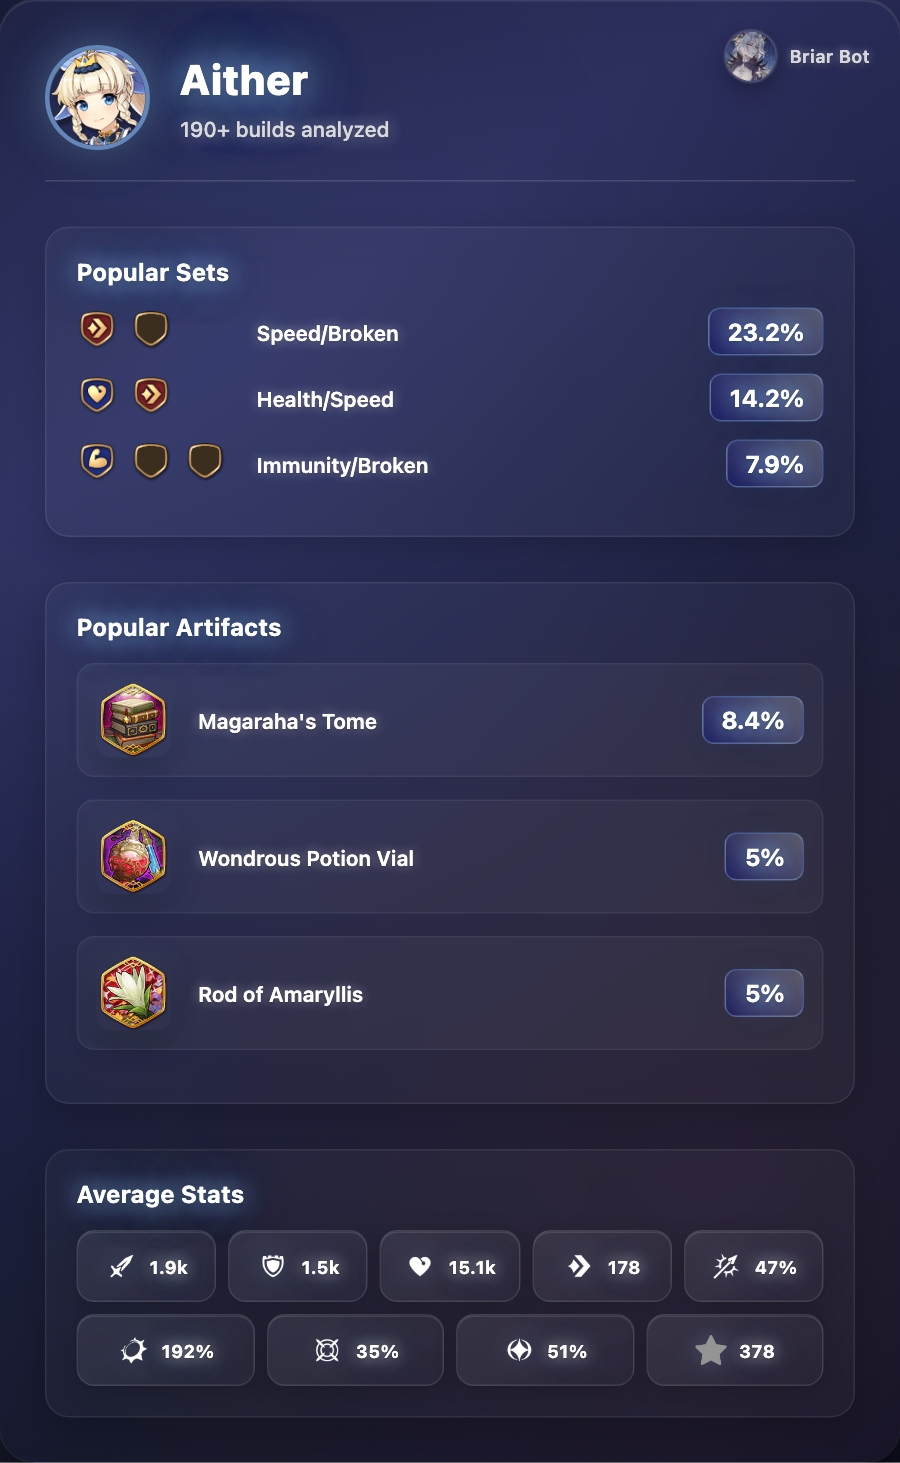 Aither
190+ builds analyzed
Briar Bot
Popular Sets
Speed/Broken 23.2%
Health/Speed 14.2%
Immunity/Broken 7.9%
Popular Artifacts
Magaraha's Tome 8.4%
Wondrous Potion Vial 5%
Rod of Amaryllis 5%
Average Stats
1.9k 1.5k 15.1k 178 47%
192% 35% 51% 378